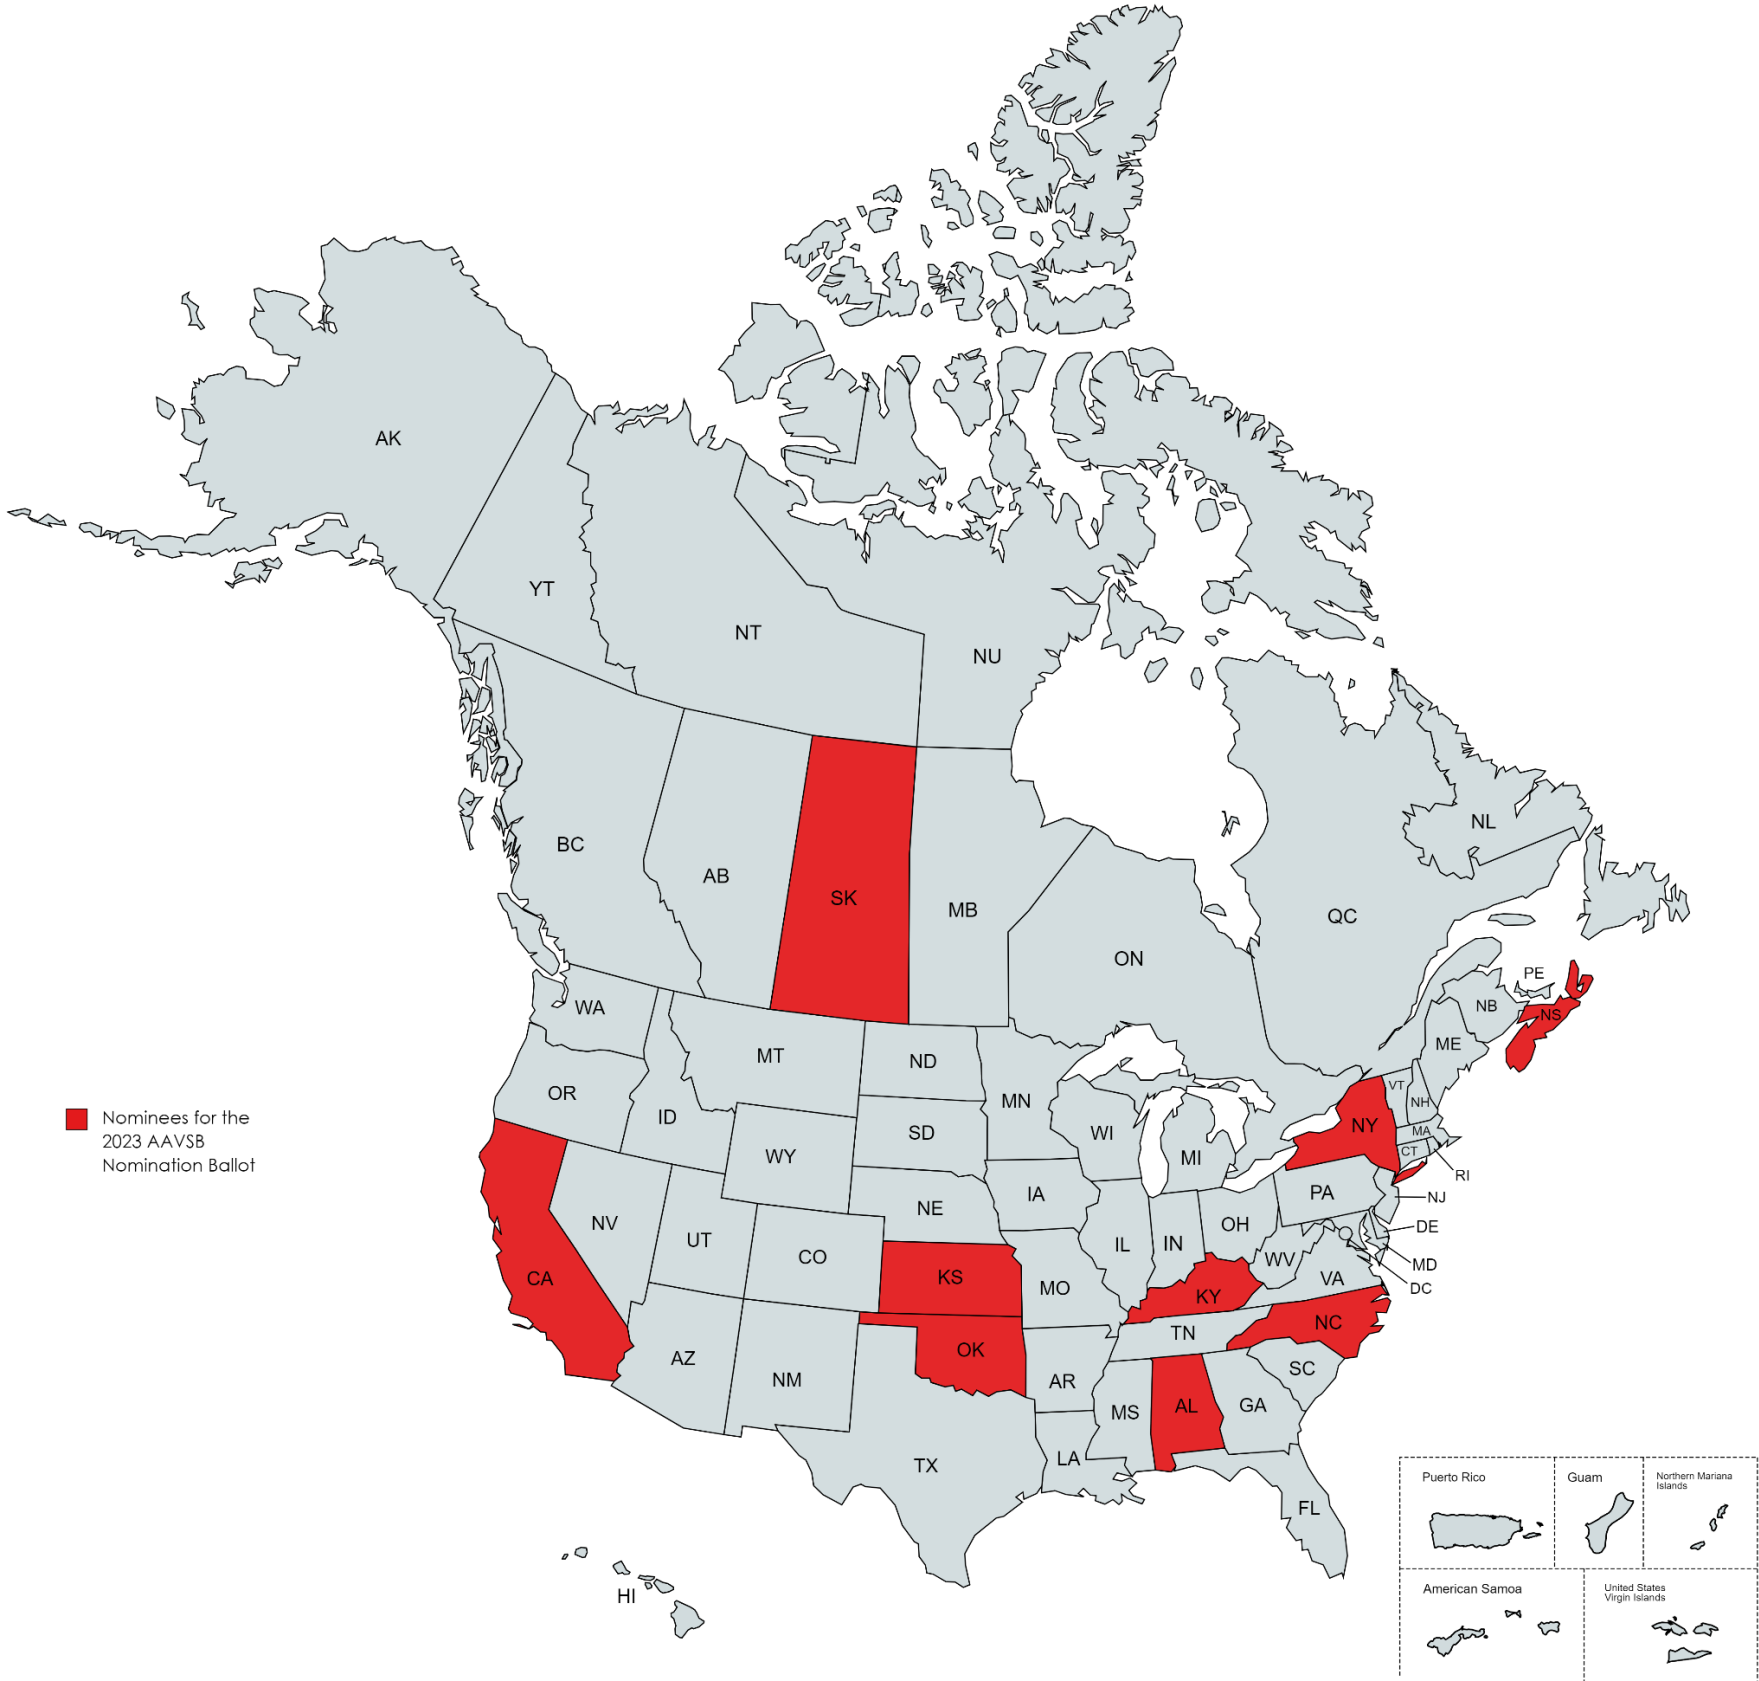 AK
YT
NT
NU
BC
AB
SK
MB
ON
QC
NL
PE
NB
NS
WA
MT
ND
MN
ME
VT
NH
OR
ID
SD
WI
MI
NY
MA
CT
RI
Nominees for the
2023 AAVSB
Nomination Ballot
WY
IA
PA
NJ
NV
UT
NE
IL
IN
OH
DE
CO
KS
MO
WV
VA
MD
DC
CA
KY
AZ
NM
OK
AR
TN
NC
SC
MS
AL
GA
TX
LA
FL
HI
Puerto Rico
Guam
Northern Mariana
Islands
American Samoa
United States
Virgin Islands